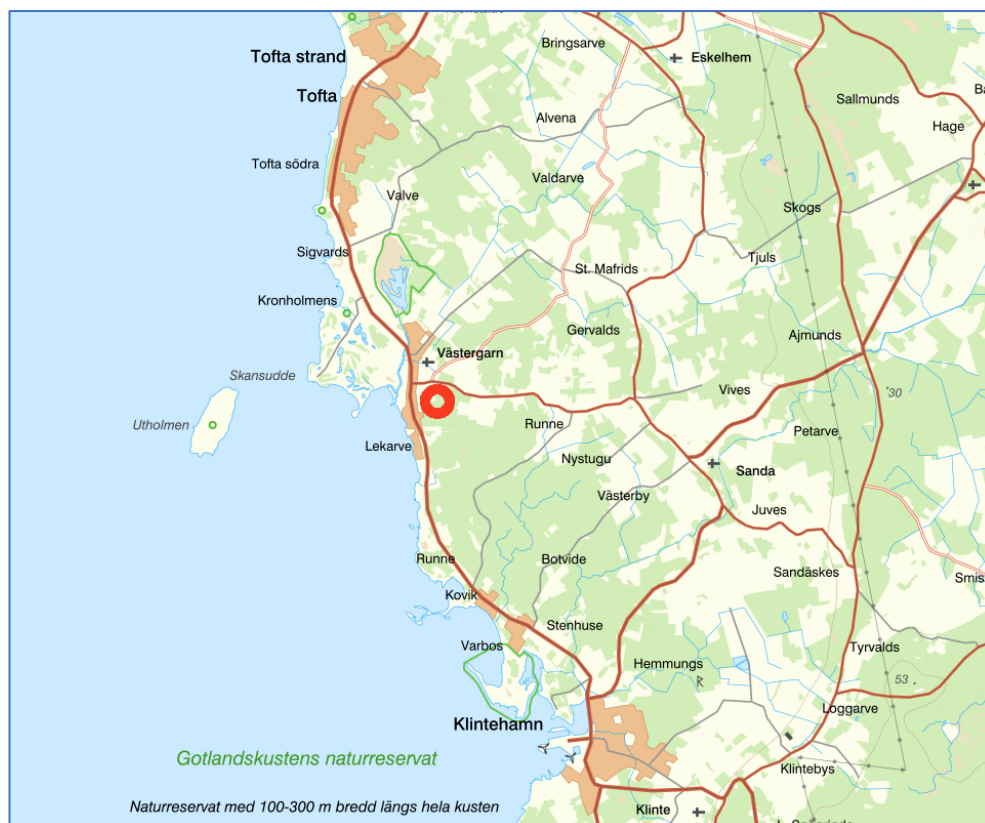 Tofta strand
Bringsarve
Eskelhem
Tofta
Sallmunds
Hage
Alvena
Tofta södra
Valdarve
Valve
Skogs
Sigvards
Tjuls
St. Mafrids
Kronholmens
Gervalds
Ajmunds
Västergarn
Skansudde
Vives
30
Utholmen
Runne
Petarve
Lekarve
Nystugu
Sanda
Västerby
Juves
Runne
Botvide
Sandäskes
Smiss
Kovik
Stenhuse
Varbos
Hemmungs
Tyrvalds
R
53
Klintehamn
Loggarve
Gotlandskustens naturreservat
Klintebys
Naturreservat med 100-300 m bredd längs hela kusten
Klinte